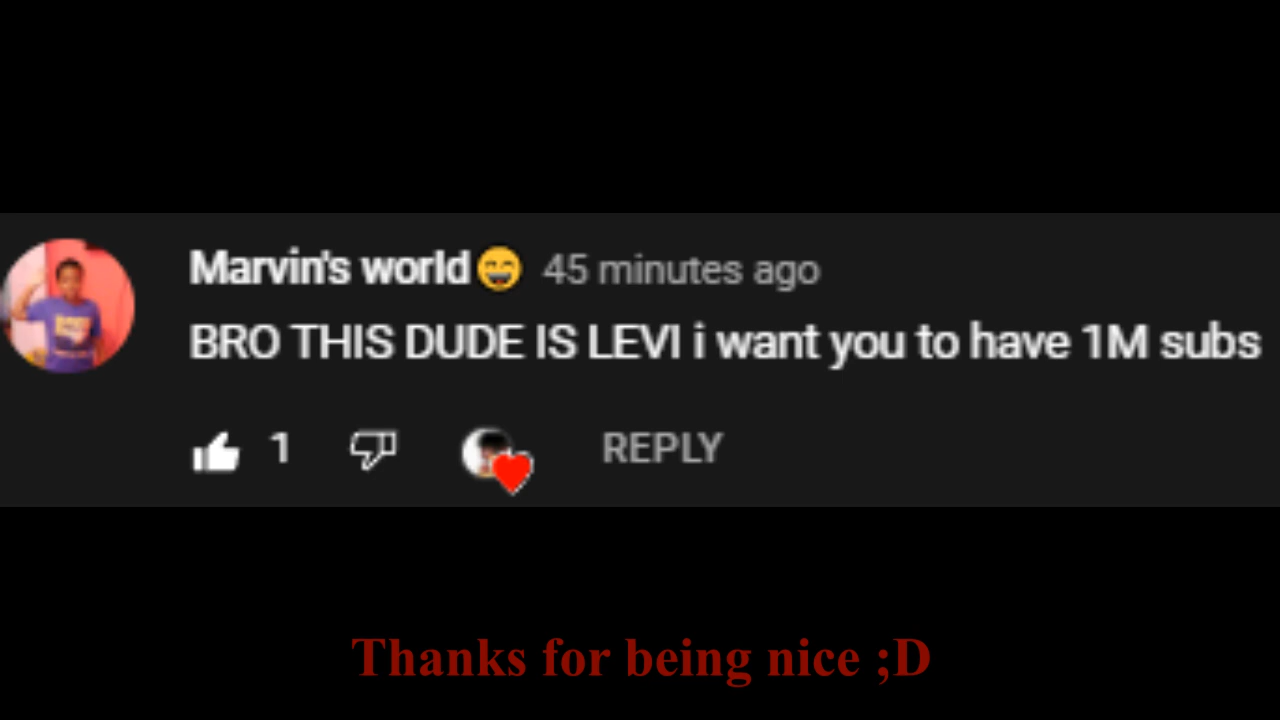 Marvin's world😄 45 minutes ago
BRO THIS DUDE IS LEVI i want you to have 1M subs
1 REPLY
Thanks for being nice ;D